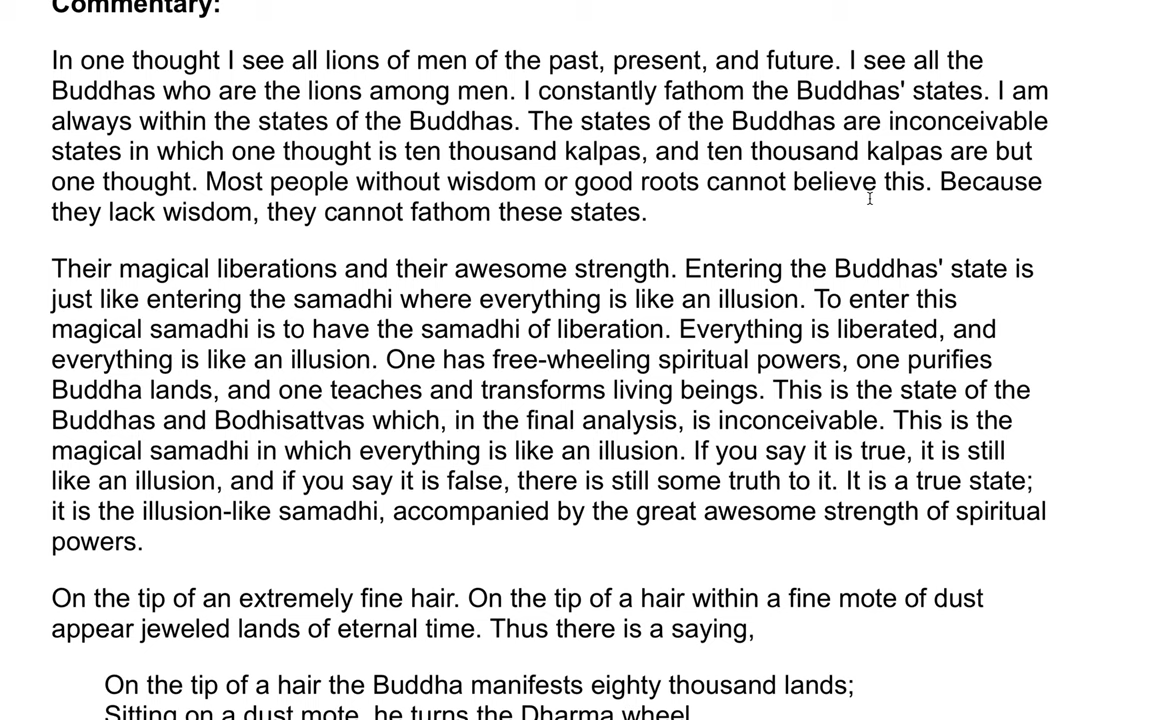 Commentary:
In one thought I see all lions of men of the past, present, and future. I see all the
Buddhas who are the lions among men. I constantly fathom the Buddhas' states. I am
always within the states of the Buddhas. The states of the Buddhas are inconceivable
states in which one thought is ten thousand kalpas, and ten thousand kalpas are but
one thought. Most people without wisdom or good roots cannot believe this. Because
they lack wisdom, they cannot fathom these states.
Their magical liberations and their awesome strength. Entering the Buddhas' state is
just like entering the samadhi where everything is like an illusion. To enter this
magical samadhi is to have the samadhi of liberation. Everything is liberated, and
everything is like an illusion. One has free-wheeling spiritual powers, one purifies
Buddha lands, and one teaches and transforms living beings. This is the state of the
Buddhas and Bodhisattvas which, in the final analysis, is inconceivable. This is the
magical samadhi in which everything is like an illusion. If you say it is true, it is still
like an illusion, and if you say it is false, there is still some truth to it. It is a true state;
it is the illusion-like samadhi, accompanied by the great awesome strength of spiritual
powers.
On the tip of an extremely fine hair. On the tip of a hair within a fine mote of dust
appear jeweled lands of eternal time. Thus there is a saying,
On the tip of a hair the Buddha manifests eighty thousand lands;
Sitting on a dust mote, he turns the Dharma wheel